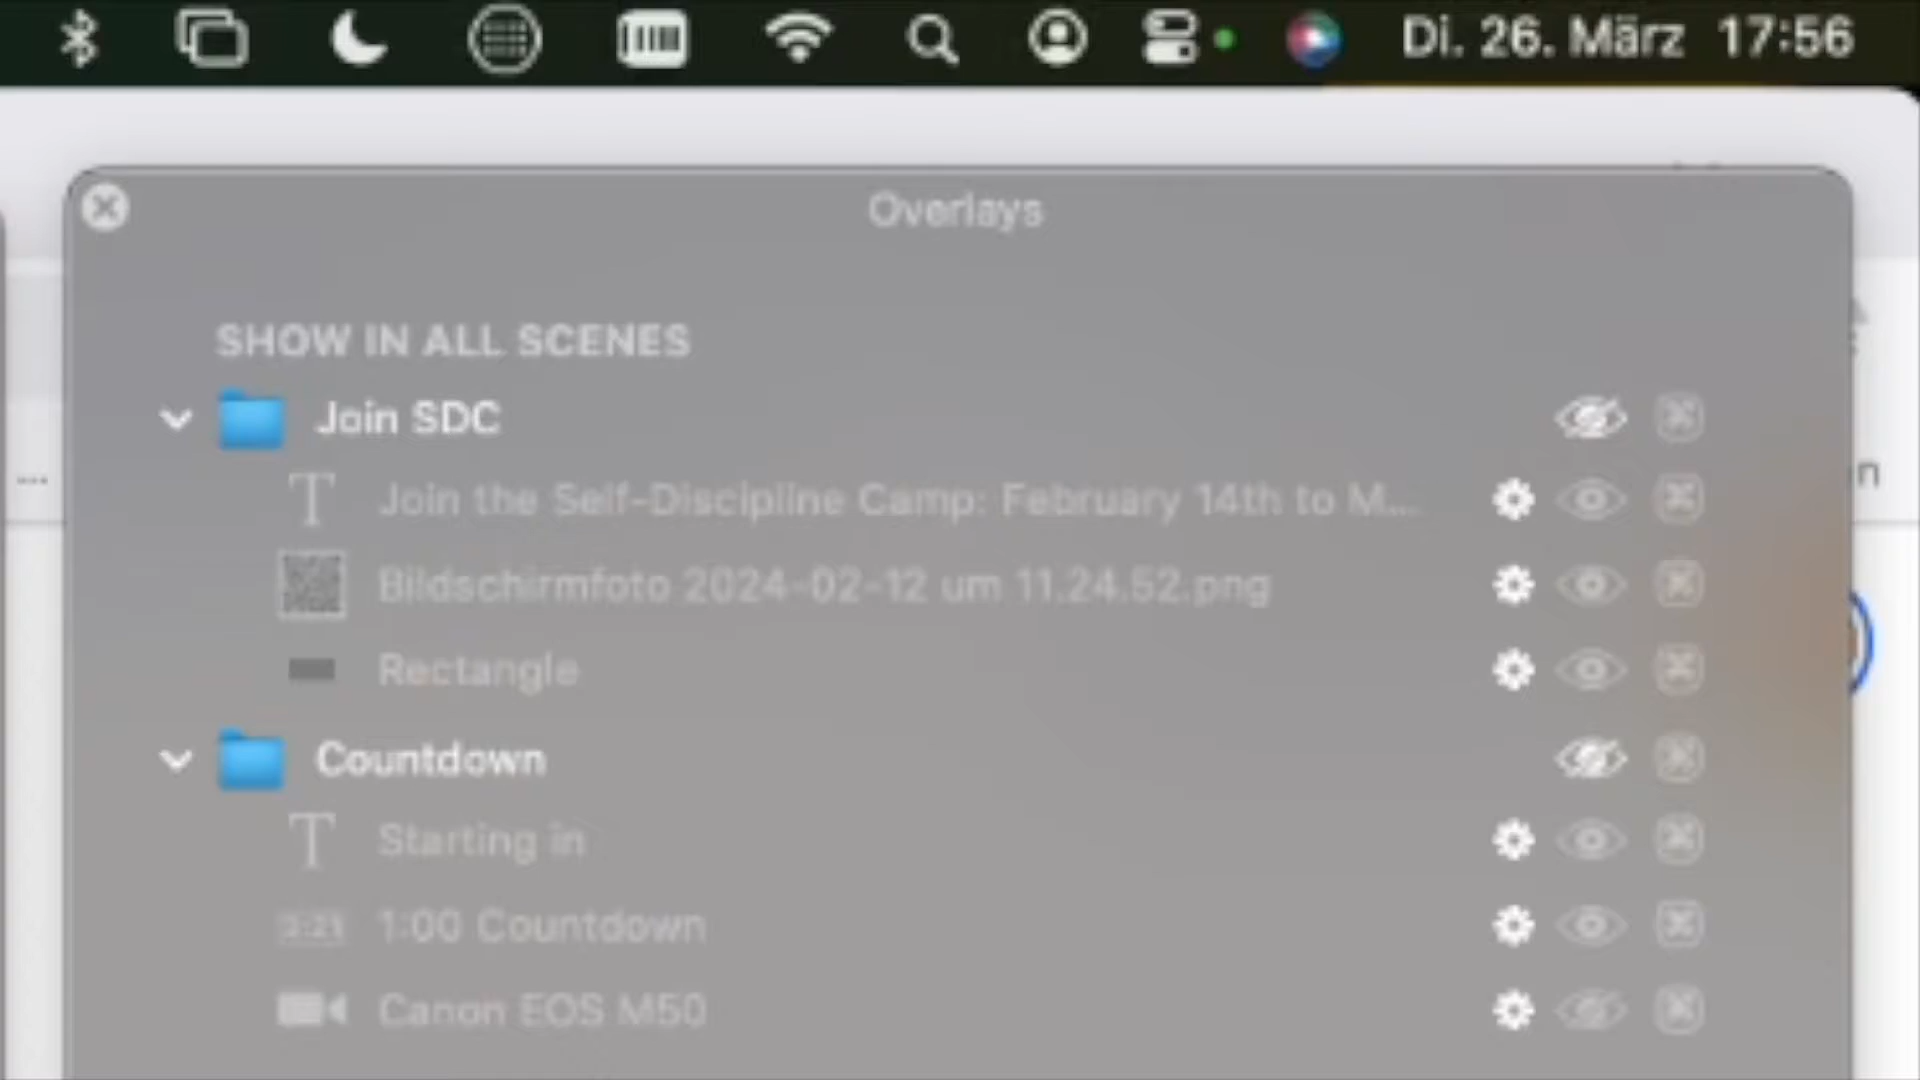 Di. 26. März 17:56
Overlays
SHOW IN ALL SCENES
Join SDC
Join the Self-Discipline Camp: February 14th to M...
Bildschirmfoto 2024-02-12 um 11.24.52.png
Rectangle
Countdown
Starting in
1:00 Countdown
Canon EOS M50